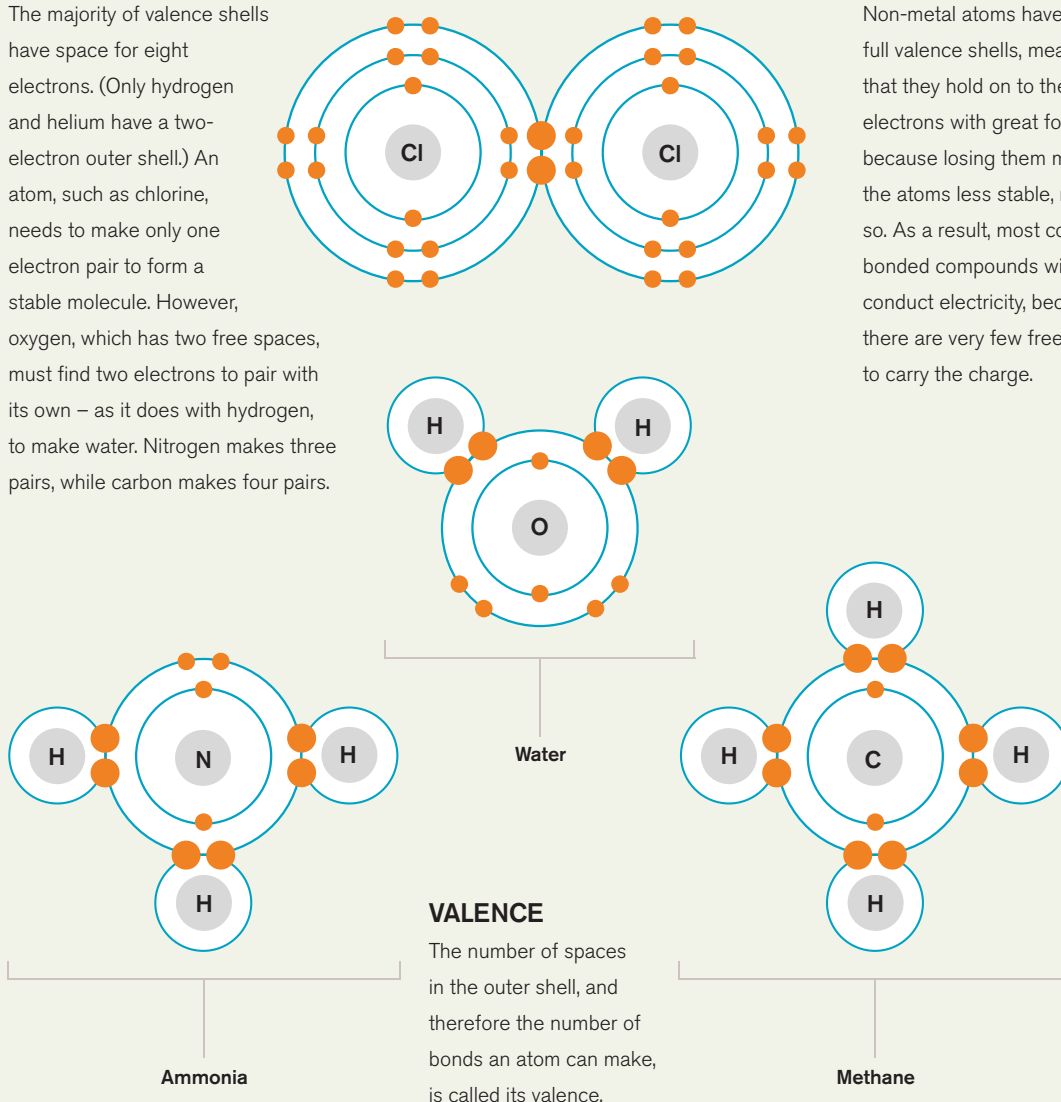 The majority of valence shells
have space for eight
electrons. (Only hydrogen
and helium have a two-
electron outer shell.) An
atom, such as chlorine,
needs to make only one
electron pair to form a
stable molecule. However,
oxygen, which has two free spaces,
must find two electrons to pair with
its own – as it does with hydrogen,
to make water. Nitrogen makes three
pairs, while carbon makes four pairs.
Cl
Cl
Non-metal atoms have
full valence shells,
that they hold on to
electrons with great
because losing them
the atoms less stable,
so. As a result, most
bonded compounds
conduct electricity,
there are very few free
to carry the charge.
H
H
O
Water
H
N
H
H
Ammonia
VALENCE
The number of spaces
in the outer shell, and
therefore the number of
bonds an atom can make,
is called its valence.
H
H
C
H
H
Methane